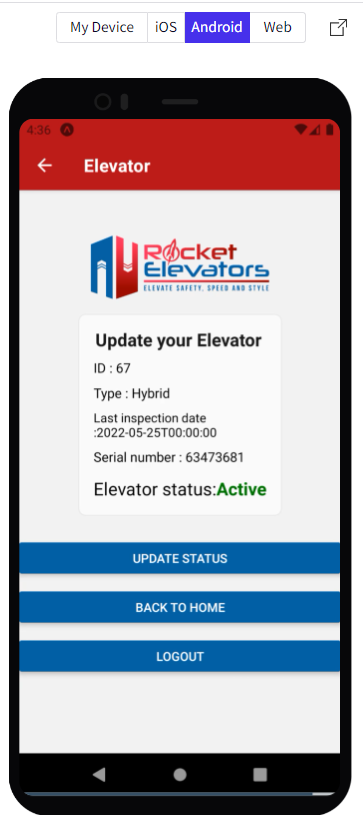 My Device iOS Android Web
4:36
Elevator
Rocket
Elevators
ELEVATE SAFETY, SPEED AND STYLE
Update your Elevator
ID : 67
Type : Hybrid
Last inspection date
:2022-05-25T00:00:00
Serial number : 63473681
Elevator status:Active
UPDATE STATUS
BACK TO HOME
LOGOUT